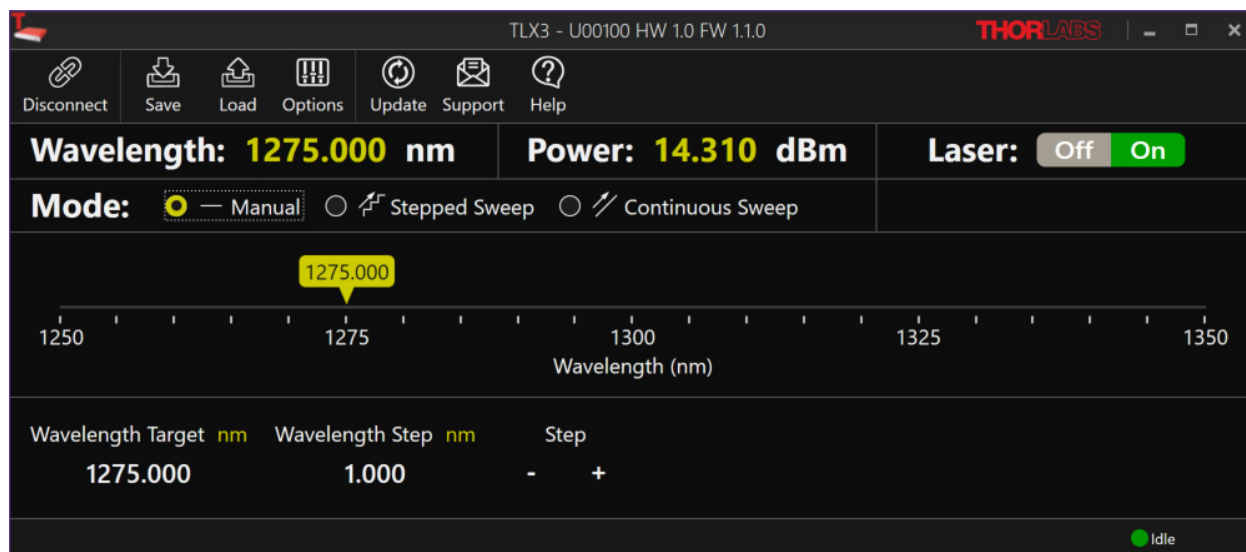 TLX3 - U00100 HW 1.0 FW 1.1.0 THORLABS
Disconnect Save Load Options Update Support Help
Wavelength: 1275.000 nm Power: 14.310 dBm Laser: Off On
Mode: Manual Stepped Sweep Continuous Sweep
1275.000
1250 1275 1300 1325 1350
Wavelength (nm)
Wavelength Target nm Wavelength Step nm Step
1275.000 1.000 - +
Idle